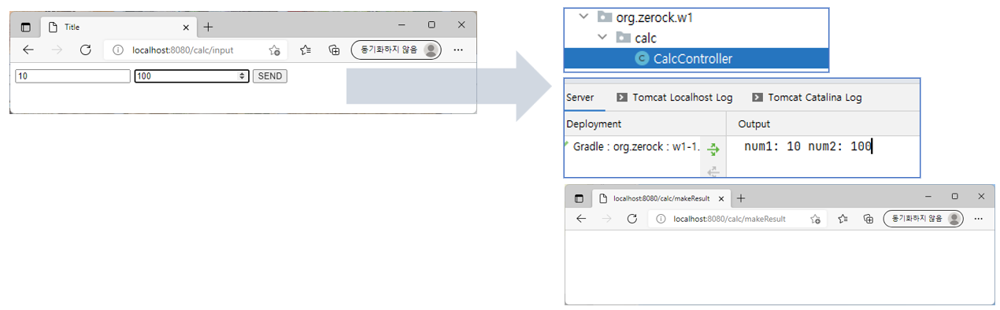 Title
localhost:8080/calc/input
동기화하지 않음
10
100
SEND
org.zerock.w1
calc
CalcController
Server
Tomcat Localhost Log
Tomcat Catalina Log
Deployment
Output
Gradle : org.zerock : w1-1.
num1: 10 num2: 100
localhost:8080/calc/makeResult
localhost:8080/calc/makeResult
동기화하지 않음